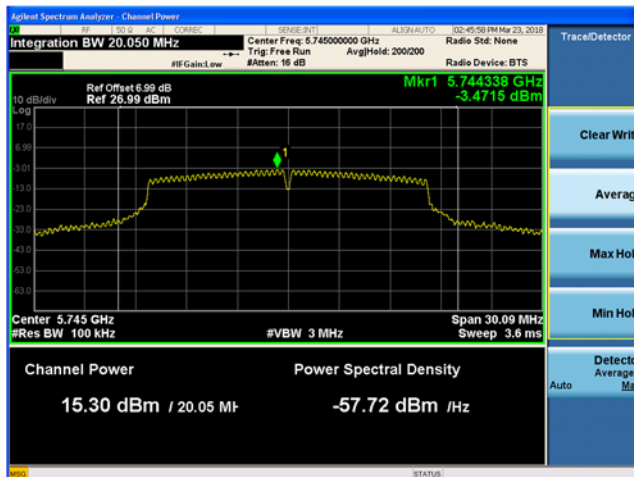 Agilent Spectrum Analyzer - Channel Power
RF 50 Ω AC CORREC SENSE:INT ALIGN AUTO 02:45:58 PM Mar 23, 2018
Integration BW 20.050 MHz
Center Freq: 5.745000000 GHz
Radio Std: None
Trig: Free Run Avg|Hold: 200/200
#IFGain:Low #Atten: 16 dB Radio Device: BTS
Trace/Detector
Mkr1 5.744338 GHz
-3.4715 dBm
Ref Offset 6.99 dB
10 dB/div Ref 26.99 dBm
Log
17.0
6.99
-3.01
-13.0
-23.0
-33.0
-43.0
-53.0
-63.0
1
Center 5.745 GHz Span 30.09 MHz
#Res BW 100 kHz #VBW 3 MHz Sweep 3.6 ms
Channel Power Power Spectral Density
15.30 dBm / 20.05 MH -57.72 dBm /Hz
Clear Writ
Averag
Max Hol
Min Hol
Detecto
Average
Auto Ma
MSG STATUS